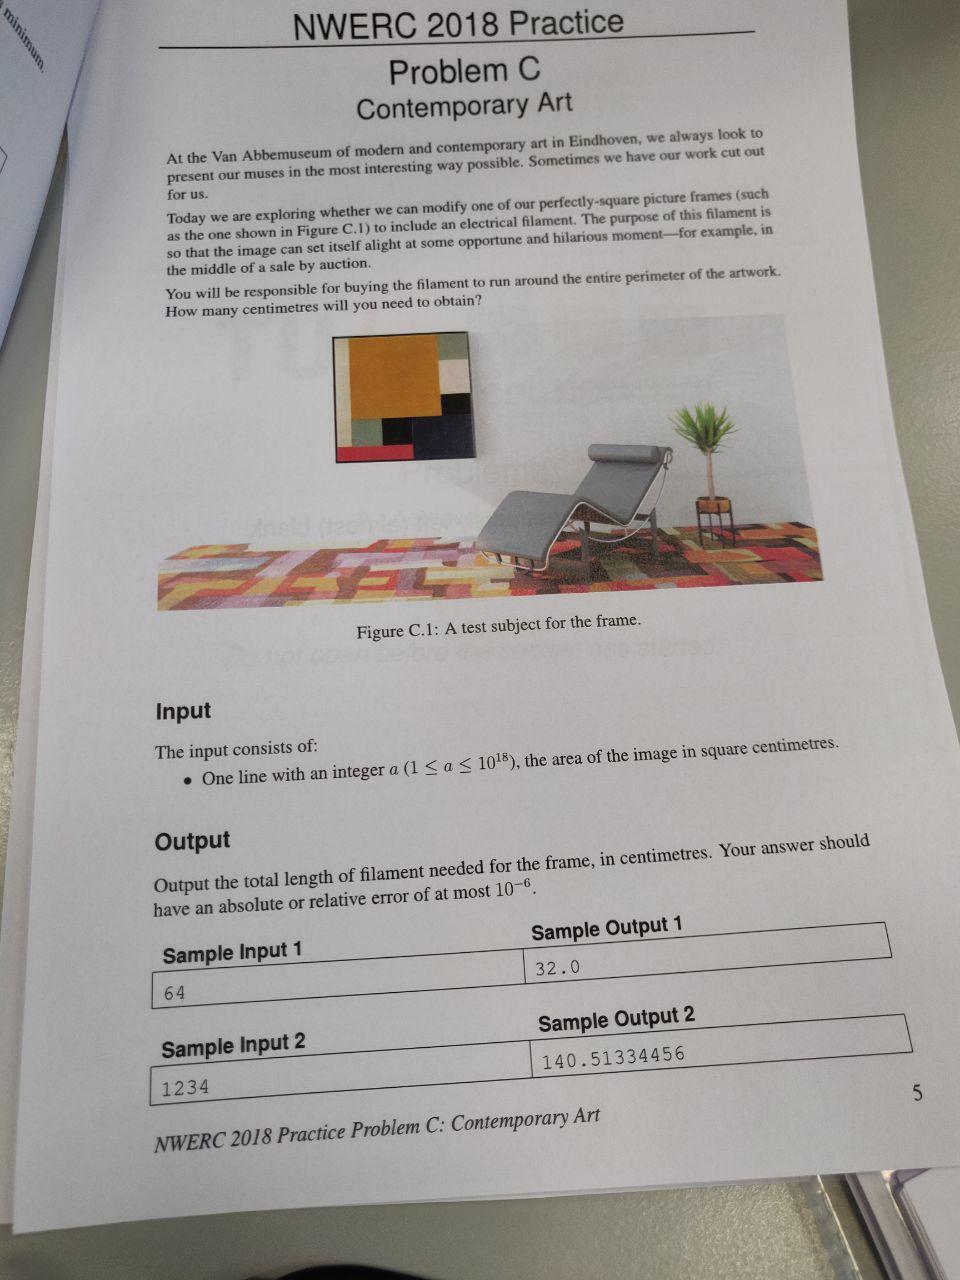 minimum.
NWERC 2018 Practice
Problem C
Contemporary Art
At the Van Abbemuseum of modern and contemporary art in Eindhoven, we always look to
present our muses in the most interesting way possible. Sometimes we have our work cut out
for us.
Today we are exploring whether we can modify one of our perfectly-square picture frames (such
as the one shown in Figure C.1) to include an electrical filament. The purpose of this filament is
so that the image can set itself alight at some opportune and hilarious moment—for example, in
the middle of a sale by auction.
You will be responsible for buying the filament to run around the entire perimeter of the artwork.
How many centimetres will you need to obtain?
Figure C.1: A test subject for the frame.
Input
The input consists of:
• One line with an integer a (1 ≤ a ≤ 10¹⁸), the area of the image in square centimetres.
Output
Output the total length of filament needed for the frame, in centimetres. Your answer should
have an absolute or relative error of at most 10⁻⁶.
Sample Input 1 Sample Output 1
64 32.0
Sample Input 2 Sample Output 2
1234 140.51334456
NWERC 2018 Practice Problem C: Contemporary Art 5